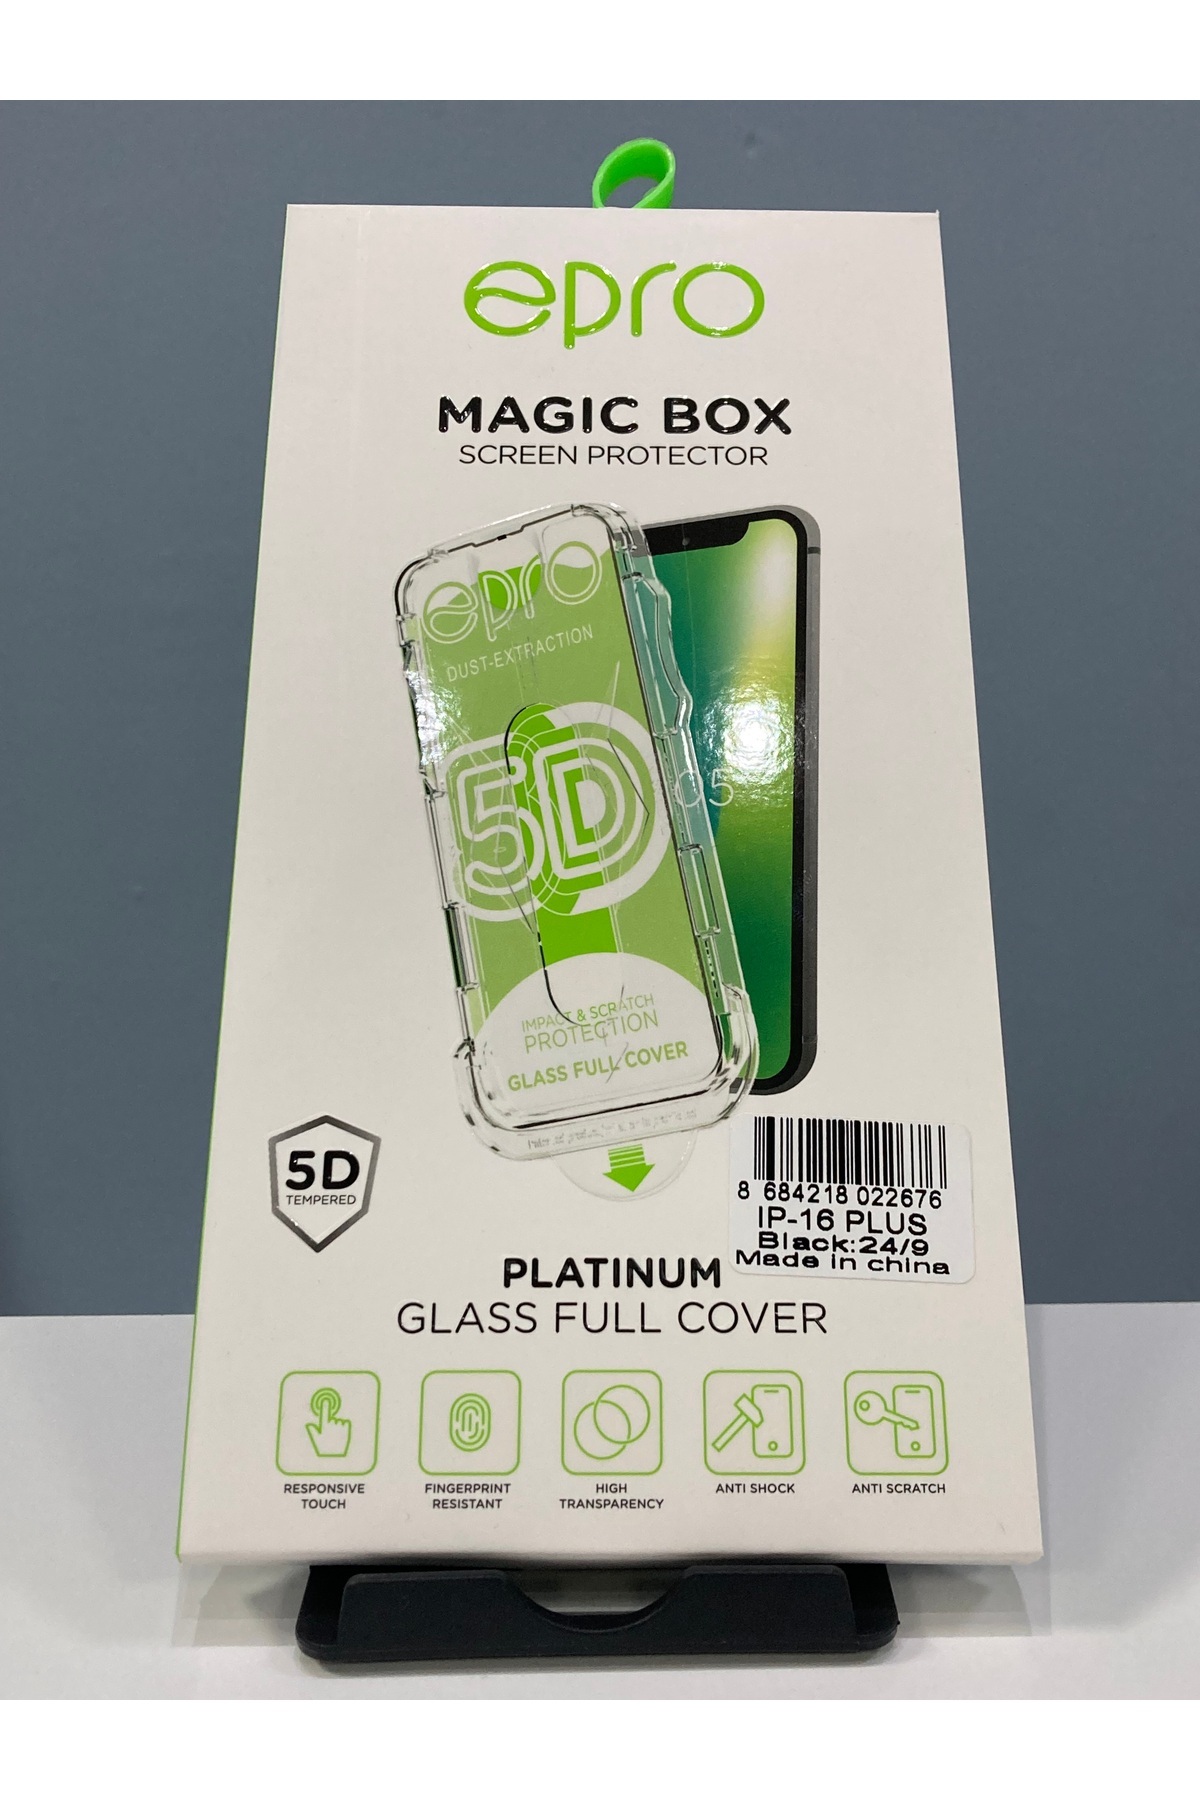 epro
MAGIC BOX
SCREEN PROTECTOR
epro
DUST-EXTRACTION
5D
05
IMPACT & SCRATCH
PROTECTION
GLASS FULL COVER
5D
TEMPERED
8 684218 022676
IP-16 PLUS
Black:24/9
Made in china
PLATINUM
GLASS FULL COVER
RESPONSIVE
TOUCH
FINGERPRINT
RESISTANT
HIGH
TRANSPARENCY
ANTI SHOCK
ANTI SCRATCH